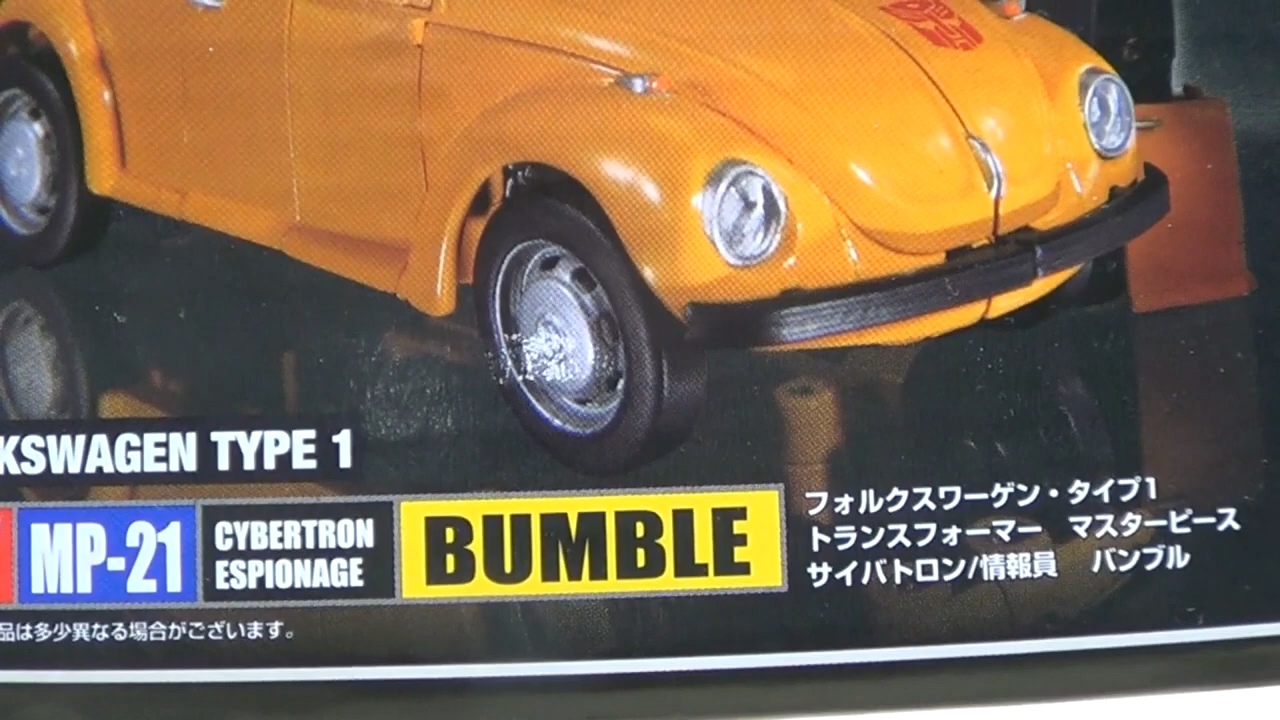 KSWAGEN TYPE 1
MP-21
CYBERTRON
ESPIONAGE
BUMBLE
フォルクスワーゲン・タイプ1
トランスフォーマー マスターピース
サイバトロン/情報員 バンブル
品は多少異なる場合がございます。